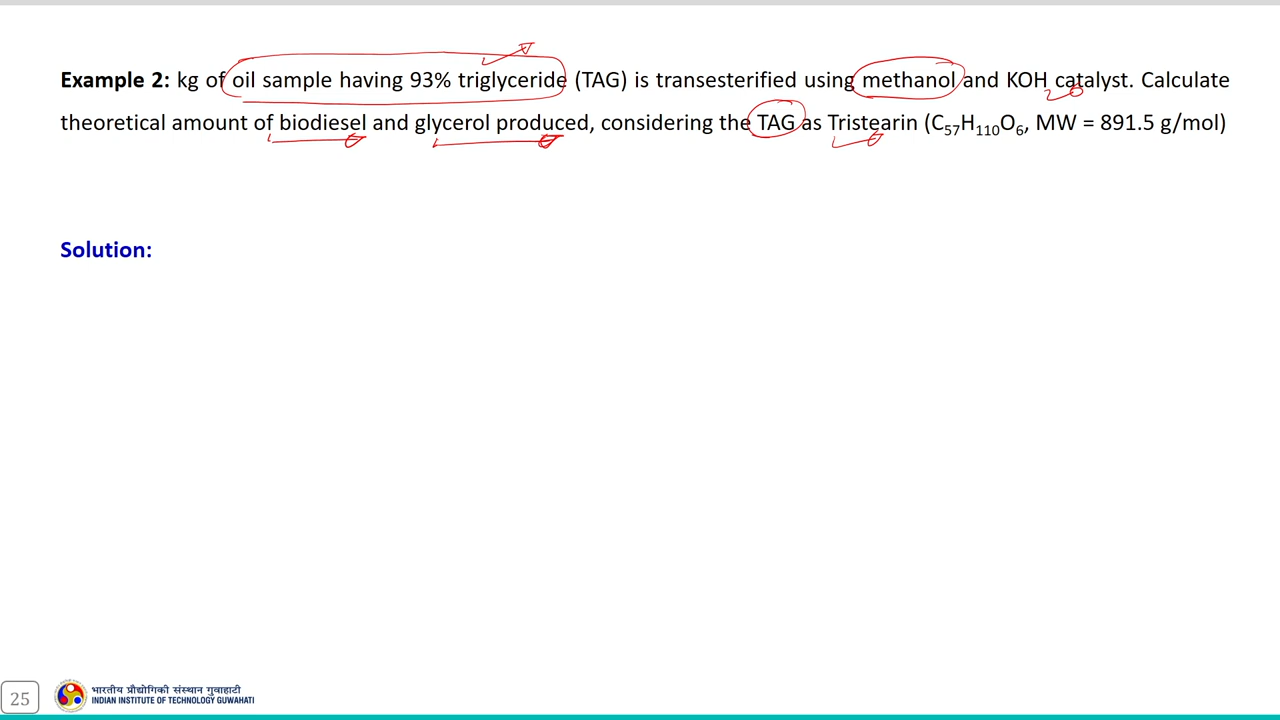 Example 2: kg of oil sample having 93% triglyceride (TAG) is transesterified using methanol and KOH catalyst. Calculate
theoretical amount of biodiesel and glycerol produced, considering the TAG as Tristearin (C₅₇H₁₁₀O₆, MW = 891.5 g/mol)
Solution:
25
भारतीय प्रौद्योगिकी संस्थान गुवाहाटी
INDIAN INSTITUTE OF TECHNOLOGY GUWAHATI